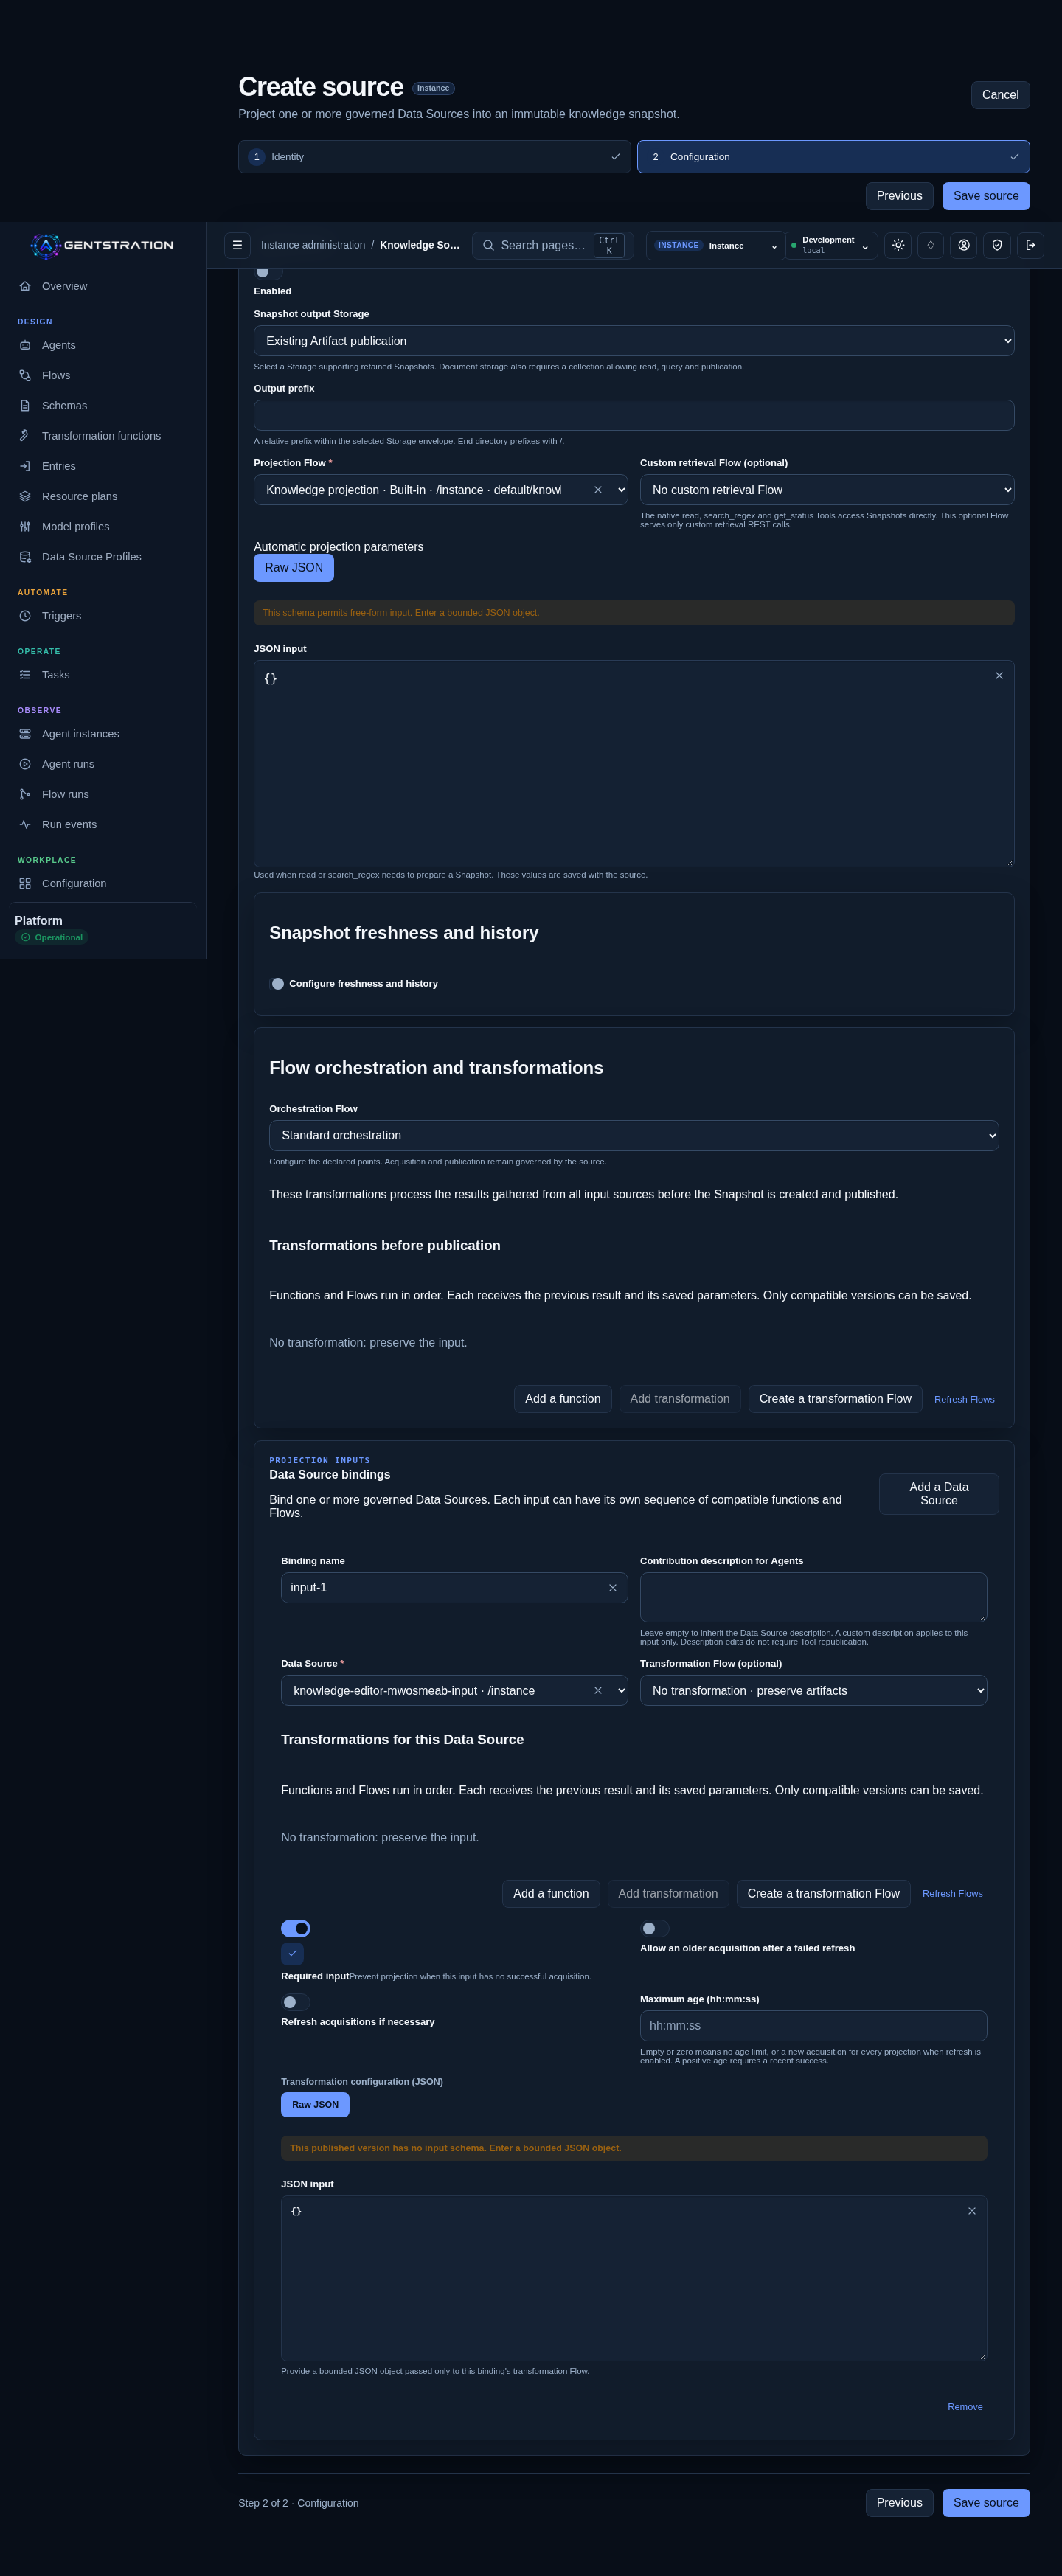 Create source Instance
Project one or more governed Data Sources into an immutable knowledge snapshot.
Cancel
1 Identity
2 Configuration
Previous
Save source
GENTSTRATION
Instance administration / Knowledge So…
Search pages…
Ctrl K
INSTANCE Instance
Development
local
Overview
DESIGN
Agents
Flows
Schemas
Transformation functions
Entries
Resource plans
Model profiles
Data Source Profiles
AUTOMATE
Triggers
OPERATE
Tasks
OBSERVE
Agent instances
Agent runs
Flow runs
Run events
WORKPLACE
Configuration
Platform
Operational
Enabled
Snapshot output Storage
Existing Artifact publication
Select a Storage supporting retained Snapshots. Document storage also requires a collection allowing read, query and publication.
Output prefix
A relative prefix within the selected Storage envelope. End directory prefixes with /.
Projection Flow *
Knowledge projection · Built-in · /instance · default/knowl
Custom retrieval Flow (optional)
No custom retrieval Flow
The native read, search_regex and get_status Tools access Snapshots directly. This optional Flow
serves only custom retrieval REST calls.
Automatic projection parameters
Raw JSON
This schema permits free-form input. Enter a bounded JSON object.
JSON input
{}
Used when read or search_regex needs to prepare a Snapshot. These values are saved with the source.
Snapshot freshness and history
Configure freshness and history
Flow orchestration and transformations
Orchestration Flow
Standard orchestration
Configure the declared points. Acquisition and publication remain governed by the source.
These transformations process the results gathered from all input sources before the Snapshot is created and published.
Transformations before publication
Functions and Flows run in order. Each receives the previous result and its saved parameters. Only compatible versions can be saved.
No transformation: preserve the input.
Add a function
Add transformation
Create a transformation Flow
Refresh Flows
PROJECTION INPUTS
Data Source bindings
Bind one or more governed Data Sources. Each input can have its own sequence of compatible functions and
Flows.
Add a Data
Source
Binding name
input-1
Contribution description for Agents
Leave empty to inherit the Data Source description. A custom description applies to this
input only. Description edits do not require Tool republication.
Data Source *
knowledge-editor-mwosmeab-input · /instance
Transformation Flow (optional)
No transformation · preserve artifacts
Transformations for this Data Source
Functions and Flows run in order. Each receives the previous result and its saved parameters. Only compatible versions can be saved.
No transformation: preserve the input.
Add a function
Add transformation
Create a transformation Flow
Refresh Flows
Required inputPrevent projection when this input has no successful acquisition.
Allow an older acquisition after a failed refresh
Refresh acquisitions if necessary
Maximum age (hh:mm:ss)
hh:mm:ss
Empty or zero means no age limit, or a new acquisition for every projection when refresh is
enabled. A positive age requires a recent success.
Transformation configuration (JSON)
Raw JSON
This published version has no input schema. Enter a bounded JSON object.
JSON input
{}
Provide a bounded JSON object passed only to this binding's transformation Flow.
Remove
Step 2 of 2 · Configuration
Previous
Save source